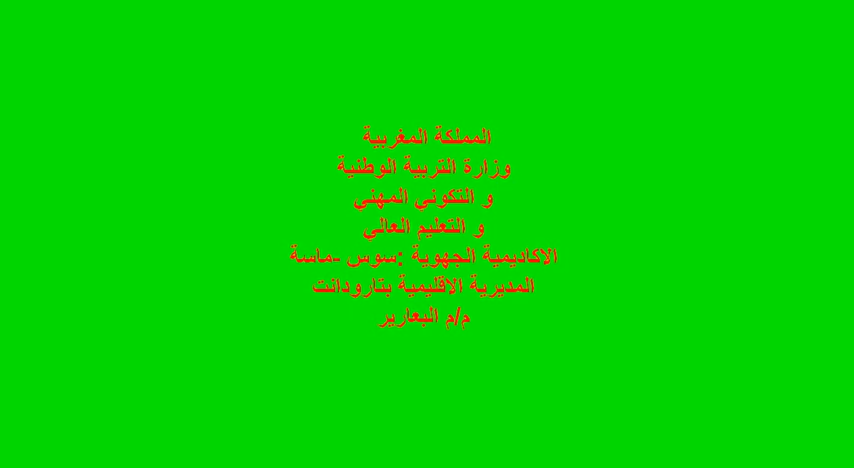 المملكة المغربية
وزارة التربية الوطنية
و التكوني المهني
و التعليم العالي
الاكاديمية الجهوية :سوس -ماسة
المديرية الاقليمية بتارودانت
م/م البعارير